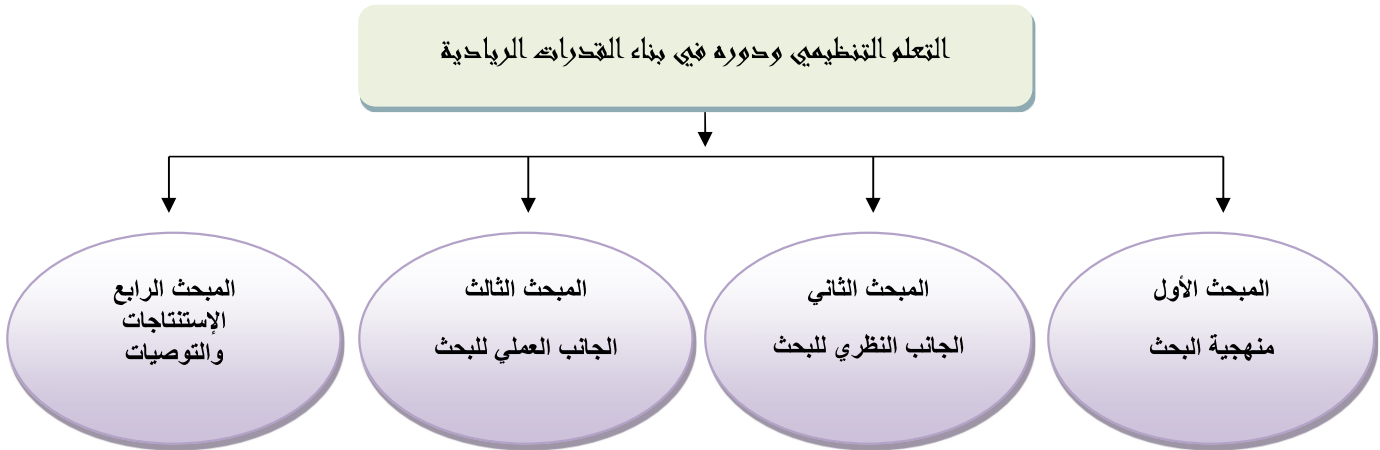 التعلم التنظيمي ودوره في بناء القدرات الريادية
المبحث الأول
منهجية البحث
المبحث الثاني
الجانب النظري للبحث
المبحث الثالث
الجانب العملي للبحث
المبحث الرابع
الإستنتاجات
والتوصيات